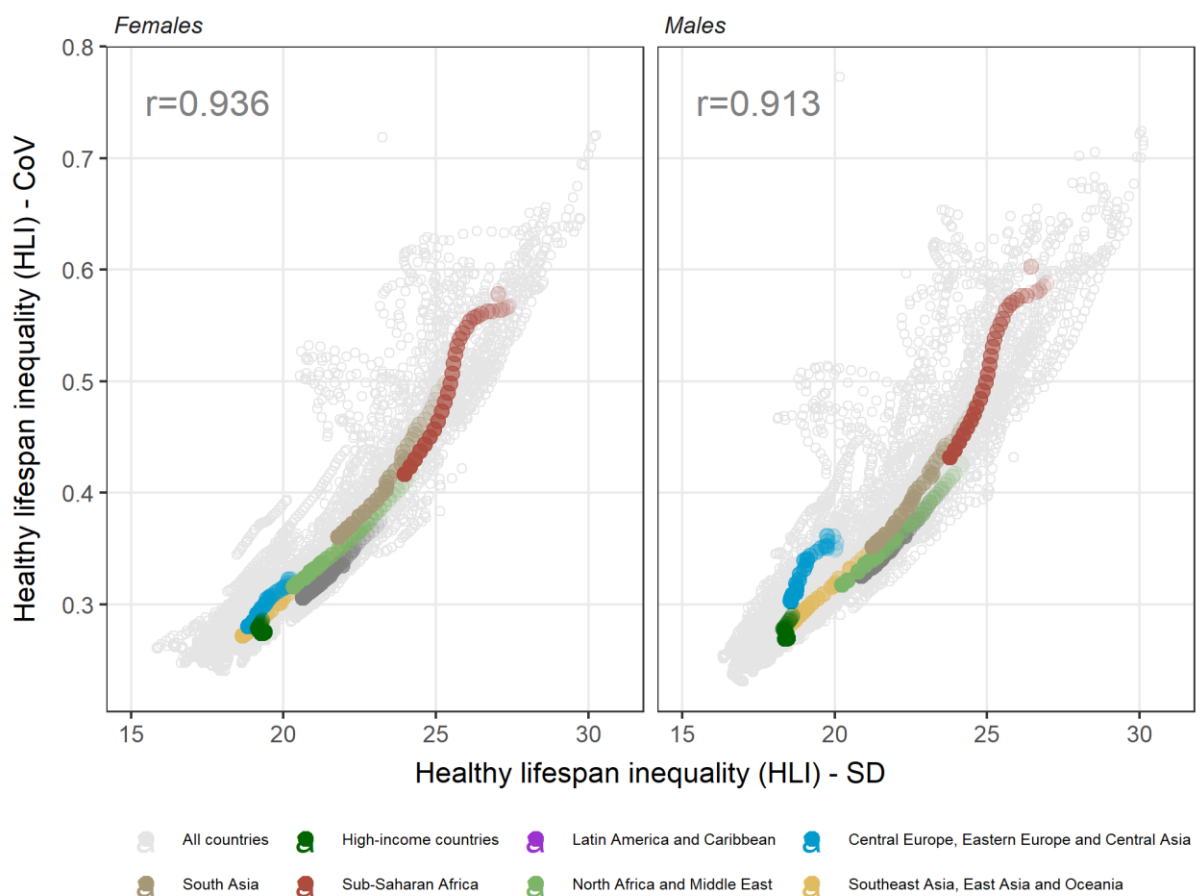 Females
Males
0.8
0.7
0.6
0.5
0.4
0.3
r=0.936
r=0.913
Healthy lifespan inequality (HLI) - CoV
15 20 25 30
15 20 25 30
Healthy lifespan inequality (HLI) - SD
a All countries a High-income countries a Latin America and Caribbean a Central Europe, Eastern Europe and Central Asia
a South Asia a Sub-Saharan Africa a North Africa and Middle East a Southeast Asia, East Asia and Oceania